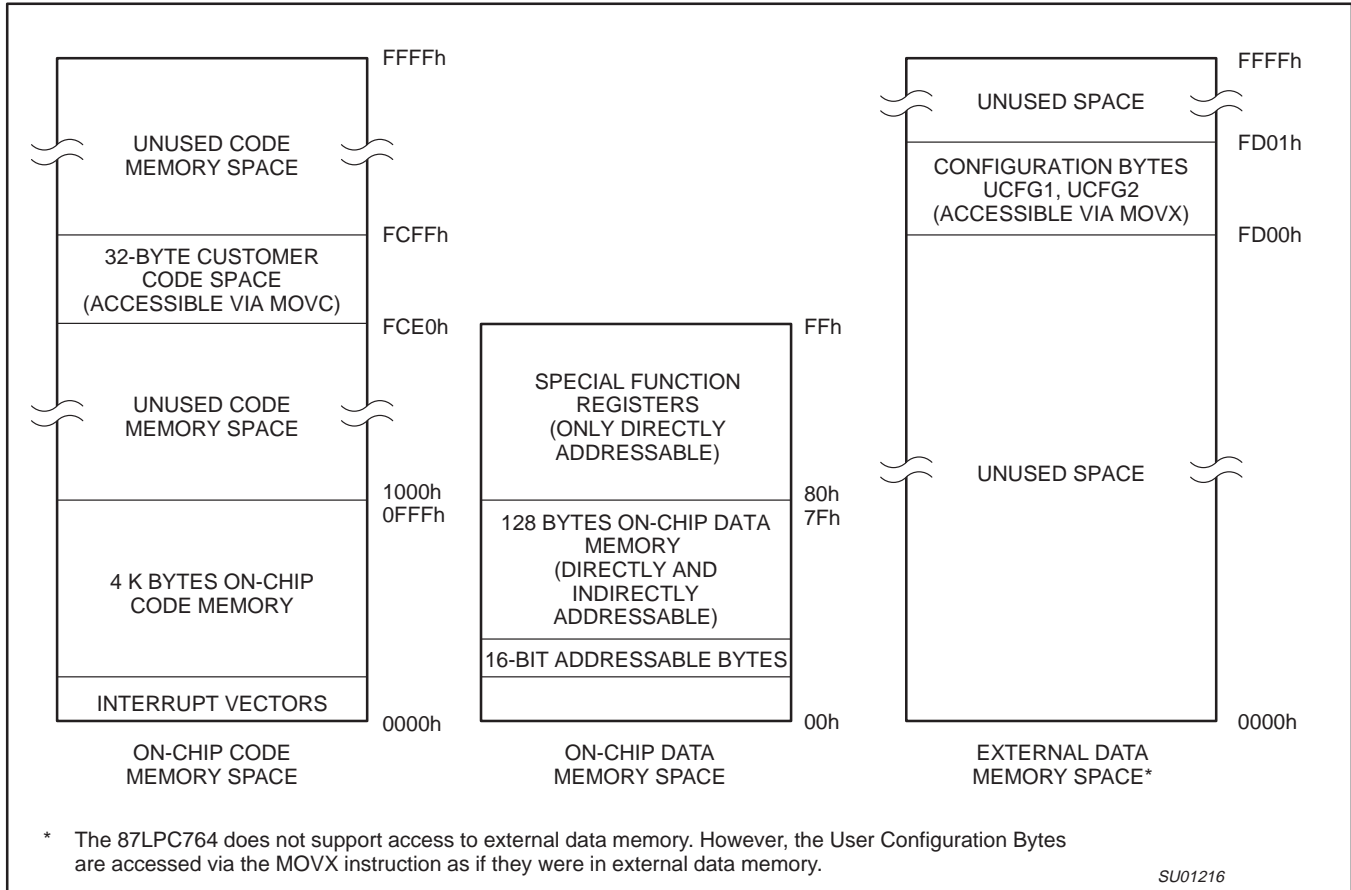 FFFFh
UNUSED CODE
MEMORY SPACE
FCFFh
32-BYTE CUSTOMER
CODE SPACE
(ACCESSIBLE VIA MOVC)
FCE0h
UNUSED CODE
MEMORY SPACE
1000h
0FFFh
4 K BYTES ON-CHIP
CODE MEMORY
INTERRUPT VECTORS
0000h
ON-CHIP CODE
MEMORY SPACE
FFh
SPECIAL FUNCTION
REGISTERS
(ONLY DIRECTLY
ADDRESSABLE)
80h
7Fh
128 BYTES ON-CHIP DATA
MEMORY
(DIRECTLY AND
INDIRECTLY
ADDRESSABLE)
16-BIT ADDRESSABLE BYTES
00h
ON-CHIP DATA
MEMORY SPACE
FFFFh
UNUSED SPACE
FD01h
CONFIGURATION BYTES
UCFG1, UCFG2
(ACCESSIBLE VIA MOVX)
FD00h
UNUSED SPACE
0000h
EXTERNAL DATA
MEMORY SPACE*
* The 87LPC764 does not support access to external data memory. However, the User Configuration Bytes
are accessed via the MOVX instruction as if they were in external data memory.
SU01216